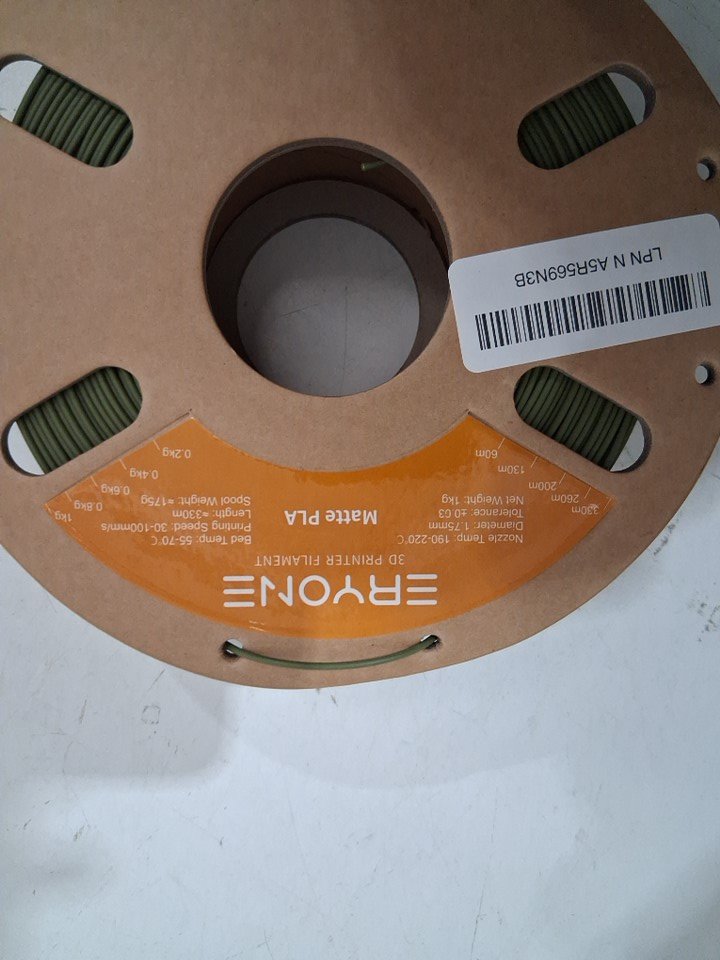 ERYONE
3D PRINTER FILAMENT
Matte PLA
Nozzle Temp: 190-220℃
Diameter: 1.75mm
Tolerance: ± 0.03
Net Weight: 1kg
Bed Temp: 55-70℃
Printing Speed: 30-100mm/s
Length: ≈330m
Spool Weight: ≈175g
330m
260m
200m
130m
60m
1kg
0.8kg
0.6kg
0.4kg
0.2kg
LPN N A5R569N3B